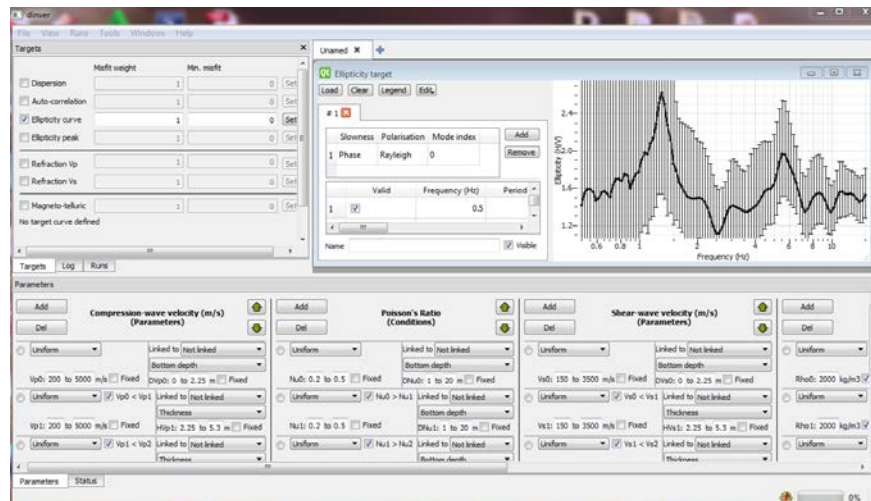 dinver
File View Runs Tools Windows Help
Targets
Misfit weight Min. misfit
Dispersion 1 0 Set
Auto-correlation 1 0 Set
Ellipticity curve 1 0 Set
Ellipticity peak 1 0 Set
Refraction Vp 1 0 Set
Refraction Vs 1 0 Set
Magneto-telluric 1 0 Set
No target curve defined
Targets Log Runs
Unamed
Ellipticity target
Load Clear Legend Edit
# 1
Slowness Polarisation Mode index
1 Phase Rayleigh 0
Add
Remove
Valid Frequency (Hz) Period
1 0.5
Name Visible
Ellipticity (H/V)
2.4
2.0
1.6
1.2
0.6 0.8 1 2 4 6 8 10
Frequency (Hz)
Parameters
Add Compression-wave velocity (m/s)
Del (Parameters)
Uniform Linked to Not linked
Bottom depth
Vp0: 200 to 5000 m/s Fixed DVp0: 0 to 2.25 m Fixed
Uniform Vp0 < Vp1 Linked to Not linked
Thickness
Vp1: 200 to 5000 m/s Fixed HVp1: 2.25 to 5.3 m Fixed
Uniform Vp1 < Vp2 Linked to Not linked
Thickness
Add Poisson's Ratio
Del (Conditions)
Uniform Linked to Not linked
Bottom depth
Nu0: 0.2 to 0.5 Fixed DNu0: 1 to 20 m Fixed
Uniform Nu0 > Nu1 Linked to Not linked
Bottom depth
Nu1: 0.2 to 0.5 Fixed DNu1: 1 to 20 m Fixed
Uniform Nu1 > Nu2 Linked to Not linked
Bottom depth
Add Shear-wave velocity (m/s)
Del (Parameters)
Uniform Linked to Not linked
Bottom depth
Vs0: 150 to 3500 m/s Fixed DVs0: 0 to 2.25 m Fixed
Uniform Vs0 < Vs1 Linked to Not linked
Thickness
Vs1: 150 to 3500 m/s Fixed HVs1: 2.25 to 5.3 m Fixed
Uniform Vs1 < Vs2 Linked to Not linked
Thickness
Add
Del
Uniform
Rho0: 2000 kg/m3
Uniform
Rho1: 2000 kg/m3
Uniform
Parameters Status
0%